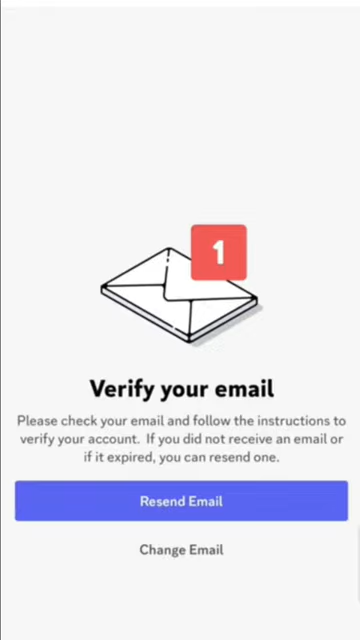 1
Verify your email
Please check your email and follow the instructions to
verify your account. If you did not receive an email or
if it expired, you can resend one.
Resend Email
Change Email